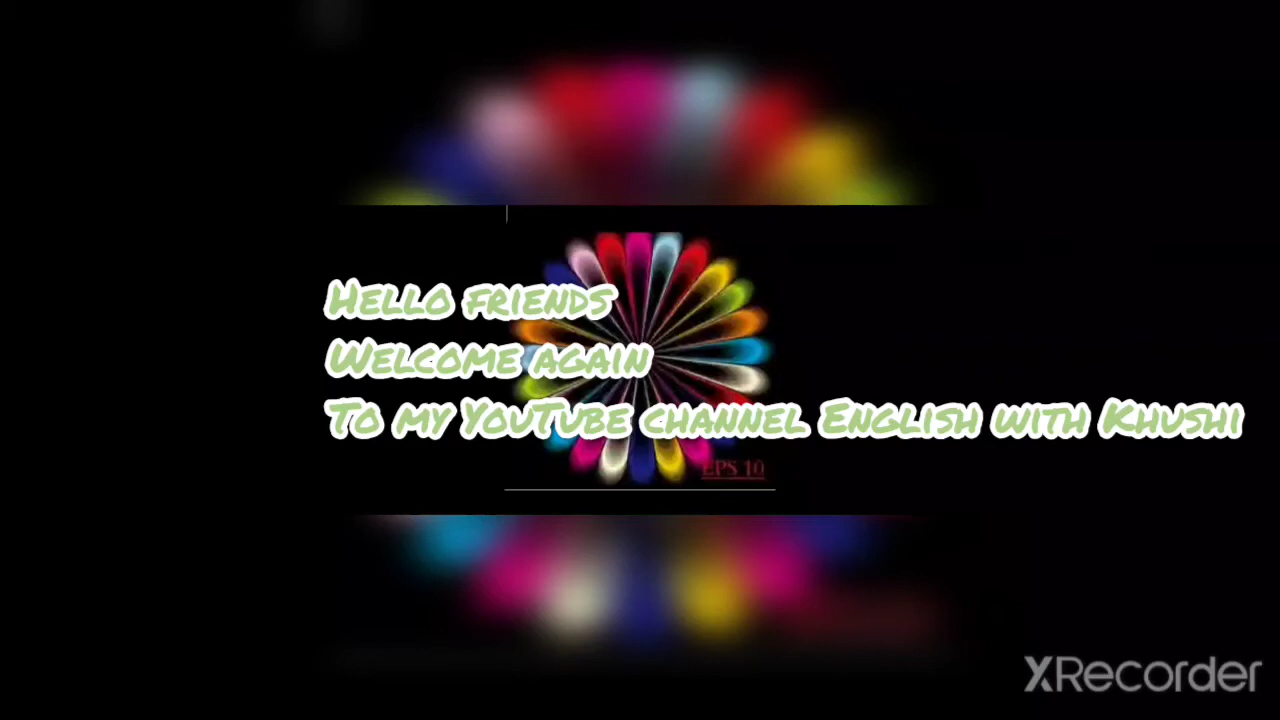 Hello friends
Welcome again
To my YouTube channel English with Khushi
EPS 10
XRecorder